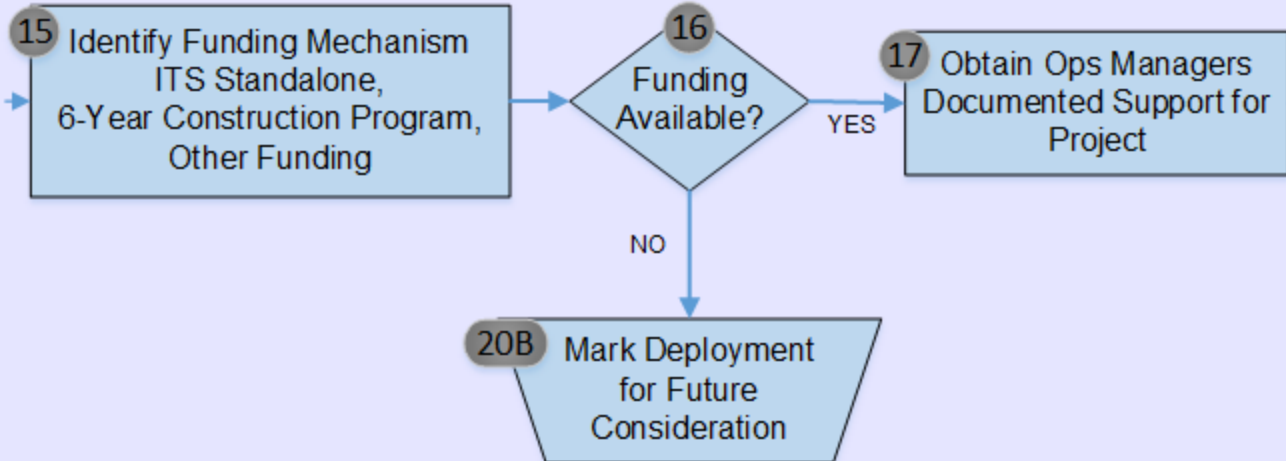 15
Identify Funding Mechanism
ITS Standalone,
6-Year Construction Program,
Other Funding
16
Funding
Available?
YES
17
Obtain Ops Managers
Documented Support for
Project
NO
20B
Mark Deployment
for Future
Consideration